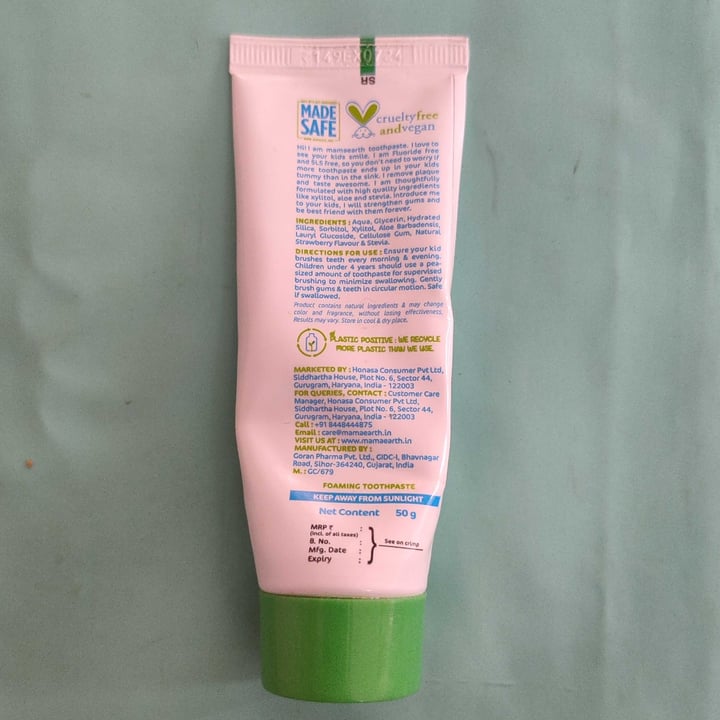 SR
MADE
SAFE
crueltyfree
andvegan
Hi! I am mamaearth toothpaste. I love to
see your kids smile. I am Fluoride free
and SLS free, so you don't need to worry if
more toothpaste ends up in your kids
tummy than in the sink. I remove plaque
and taste awesome. I am thoughtfully
formulated with high quality ingredients
like xylitol, aloe and stevia. Introduce me
to your kids, I will strengthen gums and
be best friend with them forever.
INGREDIENTS : Aqua, Glycerin, Hydrated
Silica, Sorbitol, Xylitol, Aloe Barbadensis,
Lauryl Glucoside, Cellulose Gum, Natural
Strawberry Flavour & Stevia.
DIRECTIONS FOR USE : Ensure your kid
brushes teeth every morning & evening.
Children under 4 years should use a pea-
sized amount of toothpaste for supervised
brushing to minimize swallowing. Gently
brush gums & teeth in circular motion. Safe
if swallowed.
Product contains natural ingredients & may change
color and fragrance, without losing effectiveness.
Results may vary. Store in cool & dry place.
PLASTIC POSITIVE : WE RECYCLE
MORE PLASTIC THAN WE USE.
MARKETED BY : Honasa Consumer Pvt Ltd,
Siddhartha House, Plot No. 6, Sector 44,
Gurugram, Haryana, India - 122003
FOR QUERIES, CONTACT : Customer Care
Manager, Honasa Consumer Pvt Ltd,
Siddhartha House, Plot No. 6, Sector 44,
Gurugram, Haryana, India - 122003
Call : +91 8448444875
Email : care@mamaearth.in
VISIT US AT : www.mamaearth.in
MANUFACTURED BY :
Goran Pharma Pvt. Ltd., GIDC-I, Bhavnagar
Road, Sihor-364240, Gujarat, India
M. : GC/679
FOAMING TOOTHPASTE
KEEP AWAY FROM SUNLIGHT
Net Content 50 g
MRP ₹ :
(Incl. of all taxes)
B. No. :
Mfg. Date :
Expiry :
See on crimp